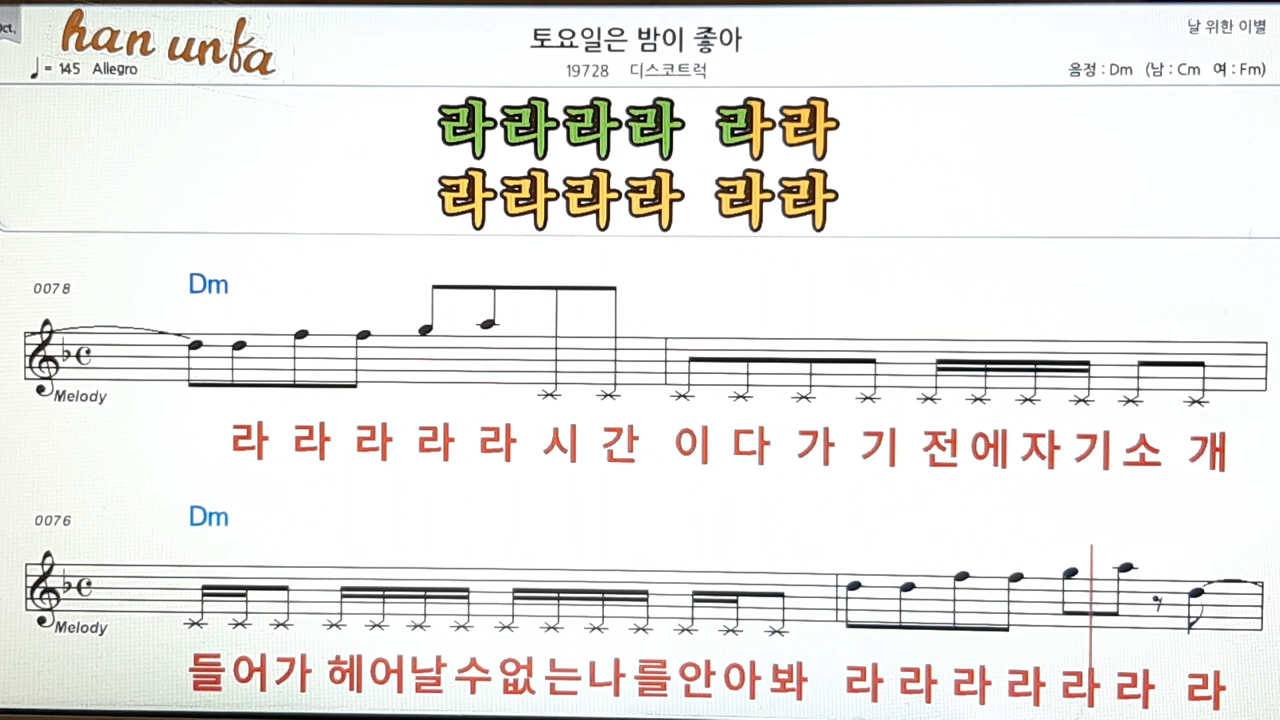 Oct.
han unfa
♩= 145 Allegro
토요일은 밤이 좋아
19728 디스코트럭
날 위한 이별
음정 : Dm (남 : Cm 여 : Fm)
라라라라 라라
라라라라 라라
0078
Dm
Melody
라 라 라 라 라 시 간 이 다 가 기 전에 자 기 소 개
0076
Dm
Melody
들어가 헤어날수없는나를안아봐 라 라 라 라 라 라 라